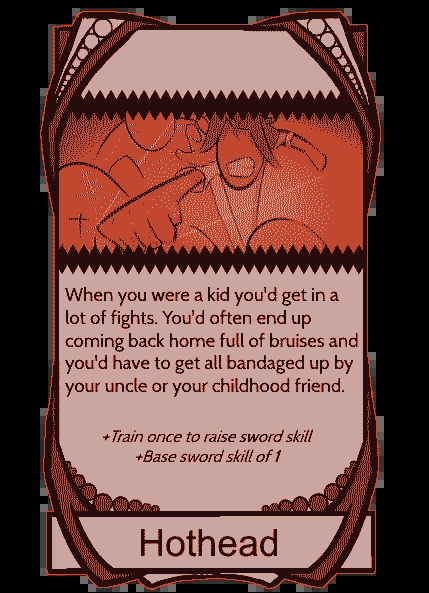 When you were a kid you'd get in a
lot of fights. You'd often end up
coming back home full of bruises and
you'd have to get all bandaged up by
your uncle or your childhood friend.
+Train once to raise sword skill
+Base sword skill of 1
Hothead